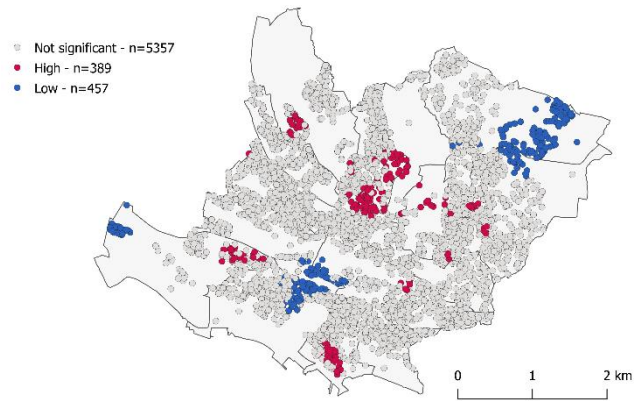 Not significant - n=5357
High - n=389
Low - n=457
0 1 2 km